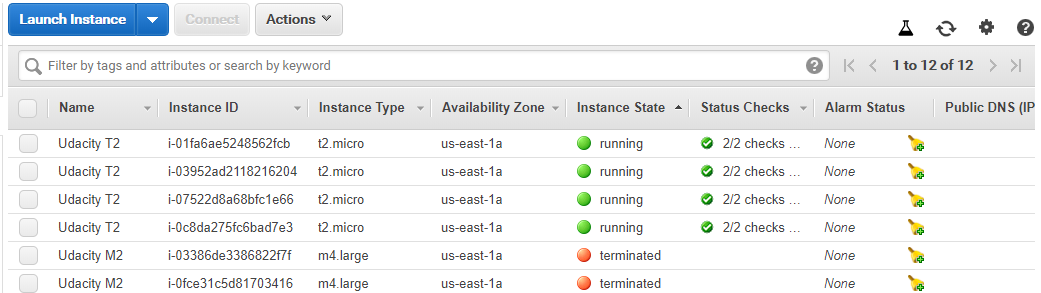 Launch Instance Connect Actions
Filter by tags and attributes or search by keyword 1 to 12 of 12
Name Instance ID Instance Type Availability Zone Instance State Status Checks Alarm Status Public DNS (IP
Udacity T2 i-01fa6ae5248562fcb t2.micro us-east-1a running 2/2 checks ... None
Udacity T2 i-03952ad2118216204 t2.micro us-east-1a running 2/2 checks ... None
Udacity T2 i-07522d8a68bfc1e66 t2.micro us-east-1a running 2/2 checks ... None
Udacity T2 i-0c8da275fc6bad7e3 t2.micro us-east-1a running 2/2 checks ... None
Udacity M2 i-03386de3386822f7f m4.large us-east-1a terminated None
Udacity M2 i-0fce31c5d81703416 m4.large us-east-1a terminated None